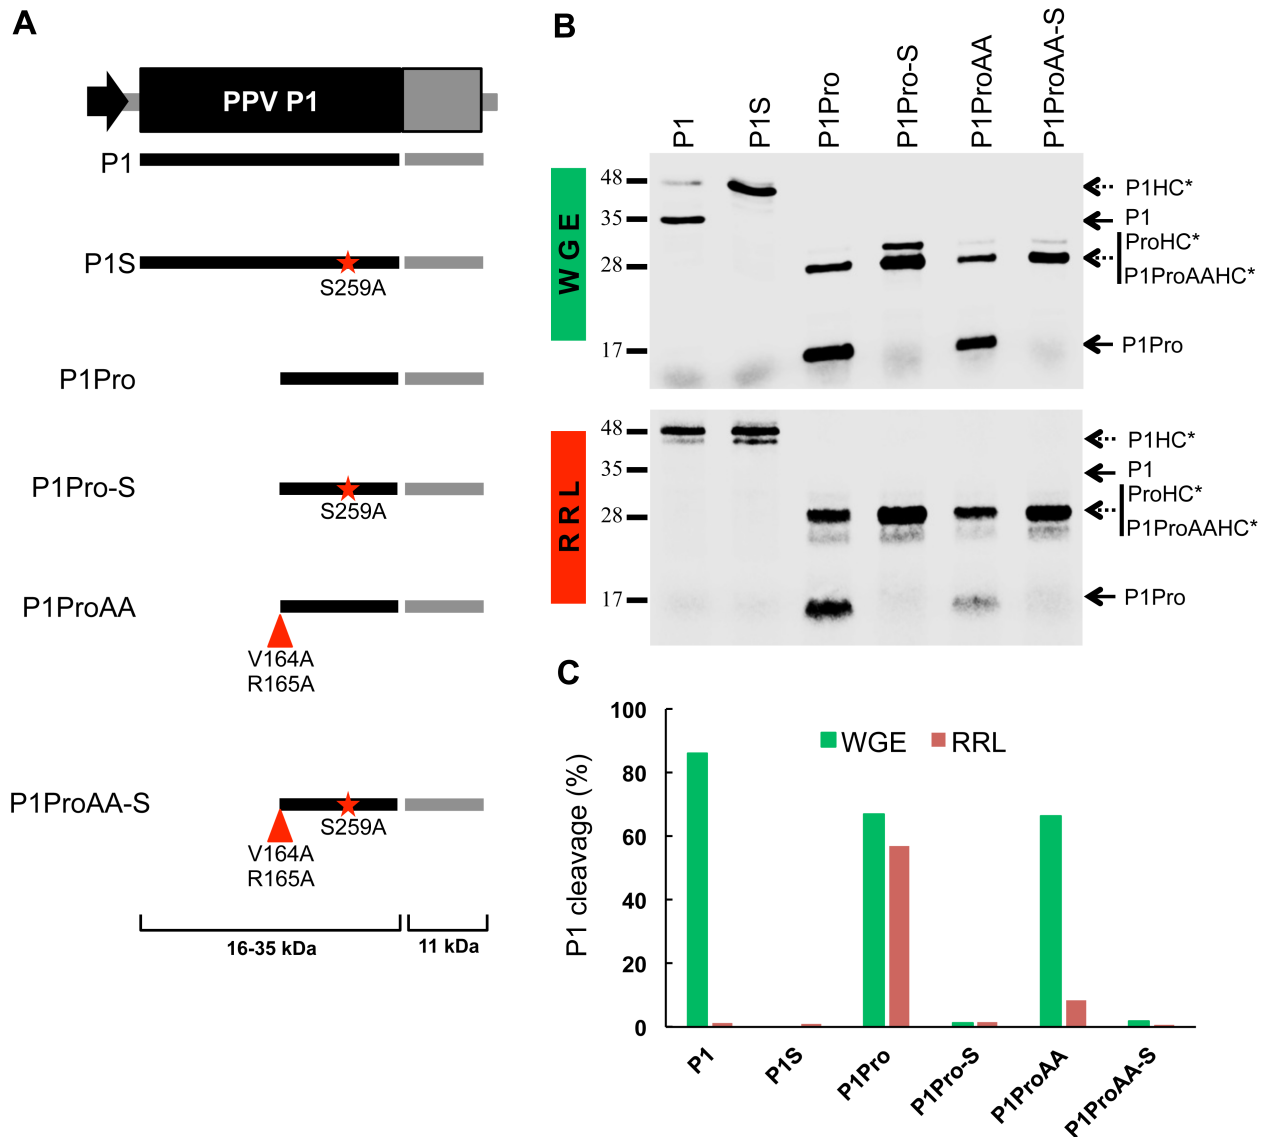 A
PPV P1
P1
P1S
S259A
P1Pro
P1Pro-S
S259A
P1ProAA
V164A
R165A
P1ProAA-S
S259A
V164A
R165A
16-35 kDa
11 kDa
B
P1
P1S
P1Pro
P1Pro-S
P1ProAA
P1ProAA-S
WGE
48
35
28
17
P1HC*
P1
ProHC*
P1ProAAHC*
P1Pro
RRL
48
35
28
17
P1HC*
P1
ProHC*
P1ProAAHC*
P1Pro
C
P1 cleavage (%)
100
80
60
40
20
0
WGE
RRL
P1
P1S
P1Pro
P1Pro-S
P1ProAA
P1ProAA-S